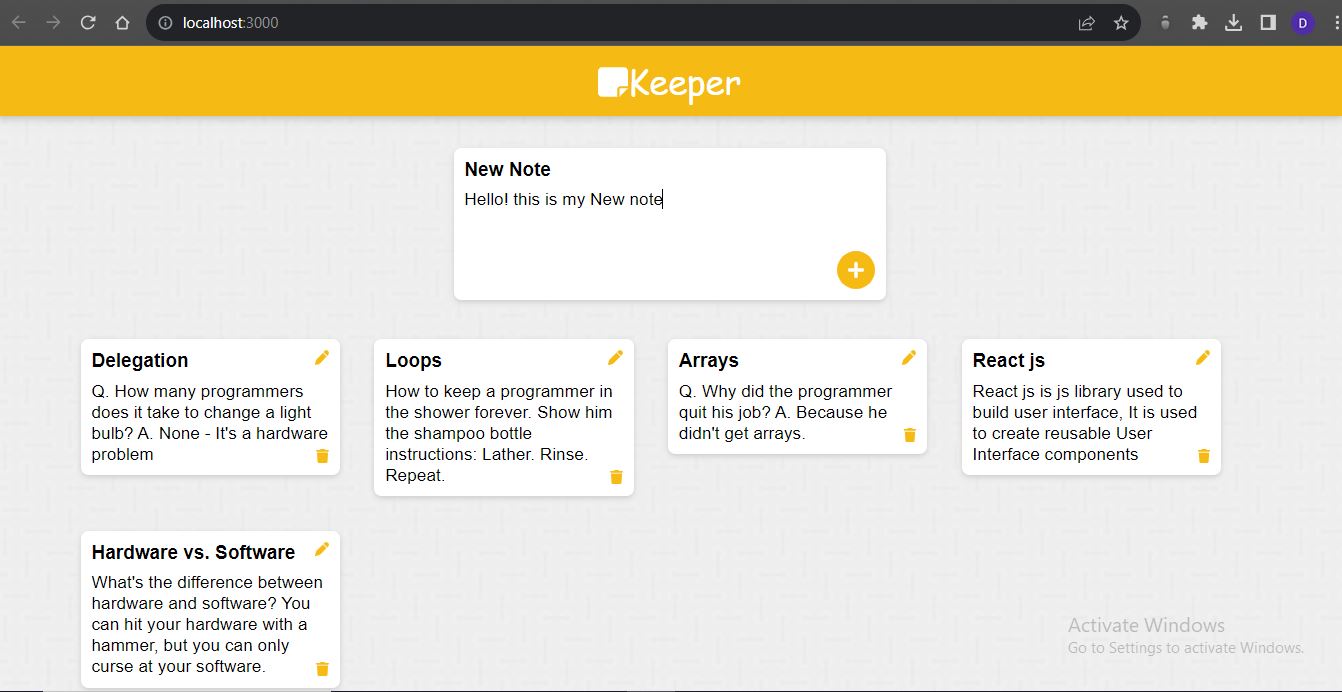 localhost:3000
D
Keeper
New Note
Hello! this is my New note
Delegation
Q. How many programmers
does it take to change a light
bulb? A. None - It's a hardware
problem
Loops
How to keep a programmer in
the shower forever. Show him
the shampoo bottle
instructions: Lather. Rinse.
Repeat.
Arrays
Q. Why did the programmer
quit his job? A. Because he
didn't get arrays.
React js
React js is js library used to
build user interface, It is used
to create reusable User
Interface components
Hardware vs. Software
What's the difference between
hardware and software? You
can hit your hardware with a
hammer, but you can only
curse at your software.
Activate Windows
Go to Settings to activate Windows.